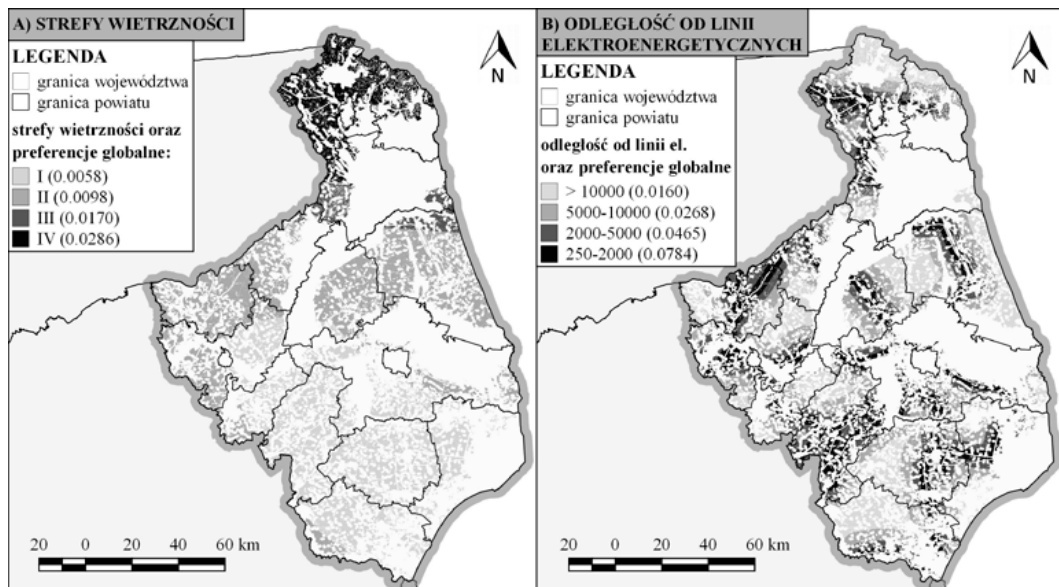 A) STREFY WIETRZNOŚCI
LEGENDA
granica województwa
granica powiatu
strefy wietrzności oraz
preferencje globalne:
I (0.0058)
II (0.0098)
III (0.0170)
IV (0.0286)
N
20 0 20 40 60 km
B) ODLEGŁOŚĆ OD LINII
ELEKTROENERGETYCZNYCH
LEGENDA
granica województwa
granica powiatu
odległość od linii el.
oraz preferencje globalne
> 10000 (0.0160)
5000-10000 (0.0268)
2000-5000 (0.0465)
250-2000 (0.0784)
N
20 0 20 40 60 km